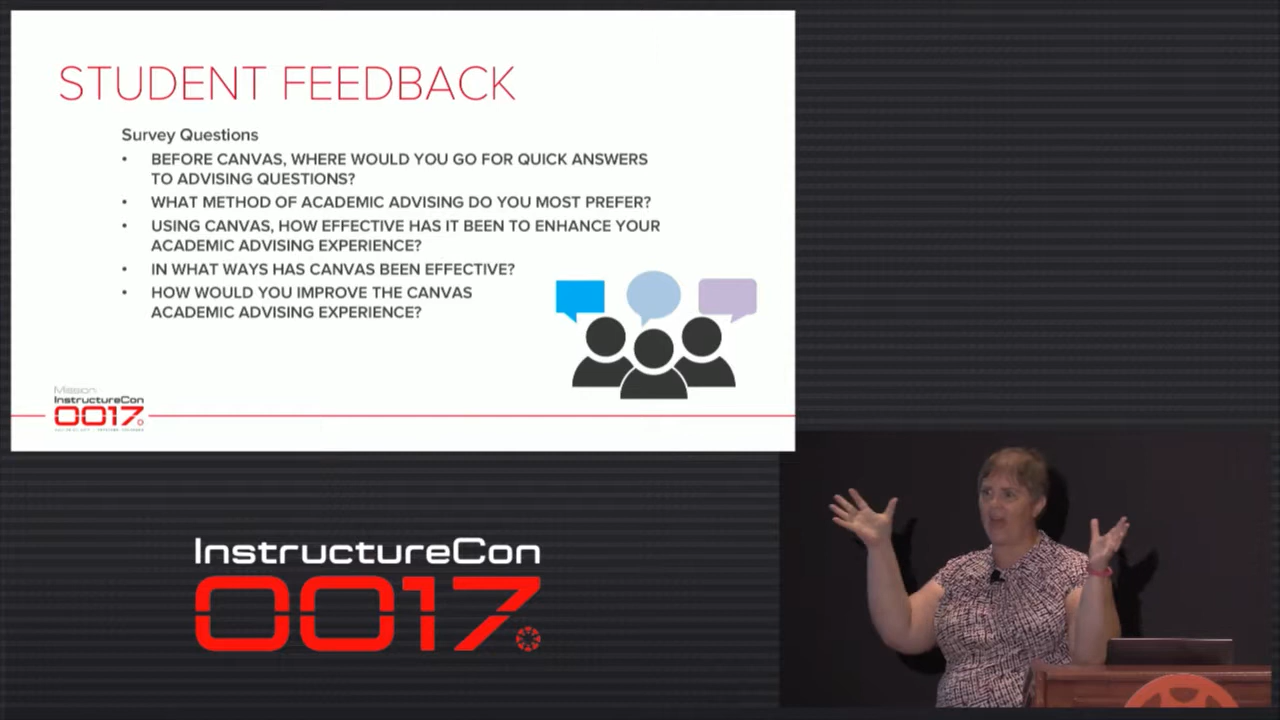 STUDENT FEEDBACK
Survey Questions
• BEFORE CANVAS, WHERE WOULD YOU GO FOR QUICK ANSWERS
TO ADVISING QUESTIONS?
• WHAT METHOD OF ACADEMIC ADVISING DO YOU MOST PREFER?
• USING CANVAS, HOW EFFECTIVE HAS IT BEEN TO ENHANCE YOUR
ACADEMIC ADVISING EXPERIENCE?
• IN WHAT WAYS HAS CANVAS BEEN EFFECTIVE?
• HOW WOULD YOU IMPROVE THE CANVAS
ACADEMIC ADVISING EXPERIENCE?
Mission:
InstructureCon
0017
InstructureCon
0017